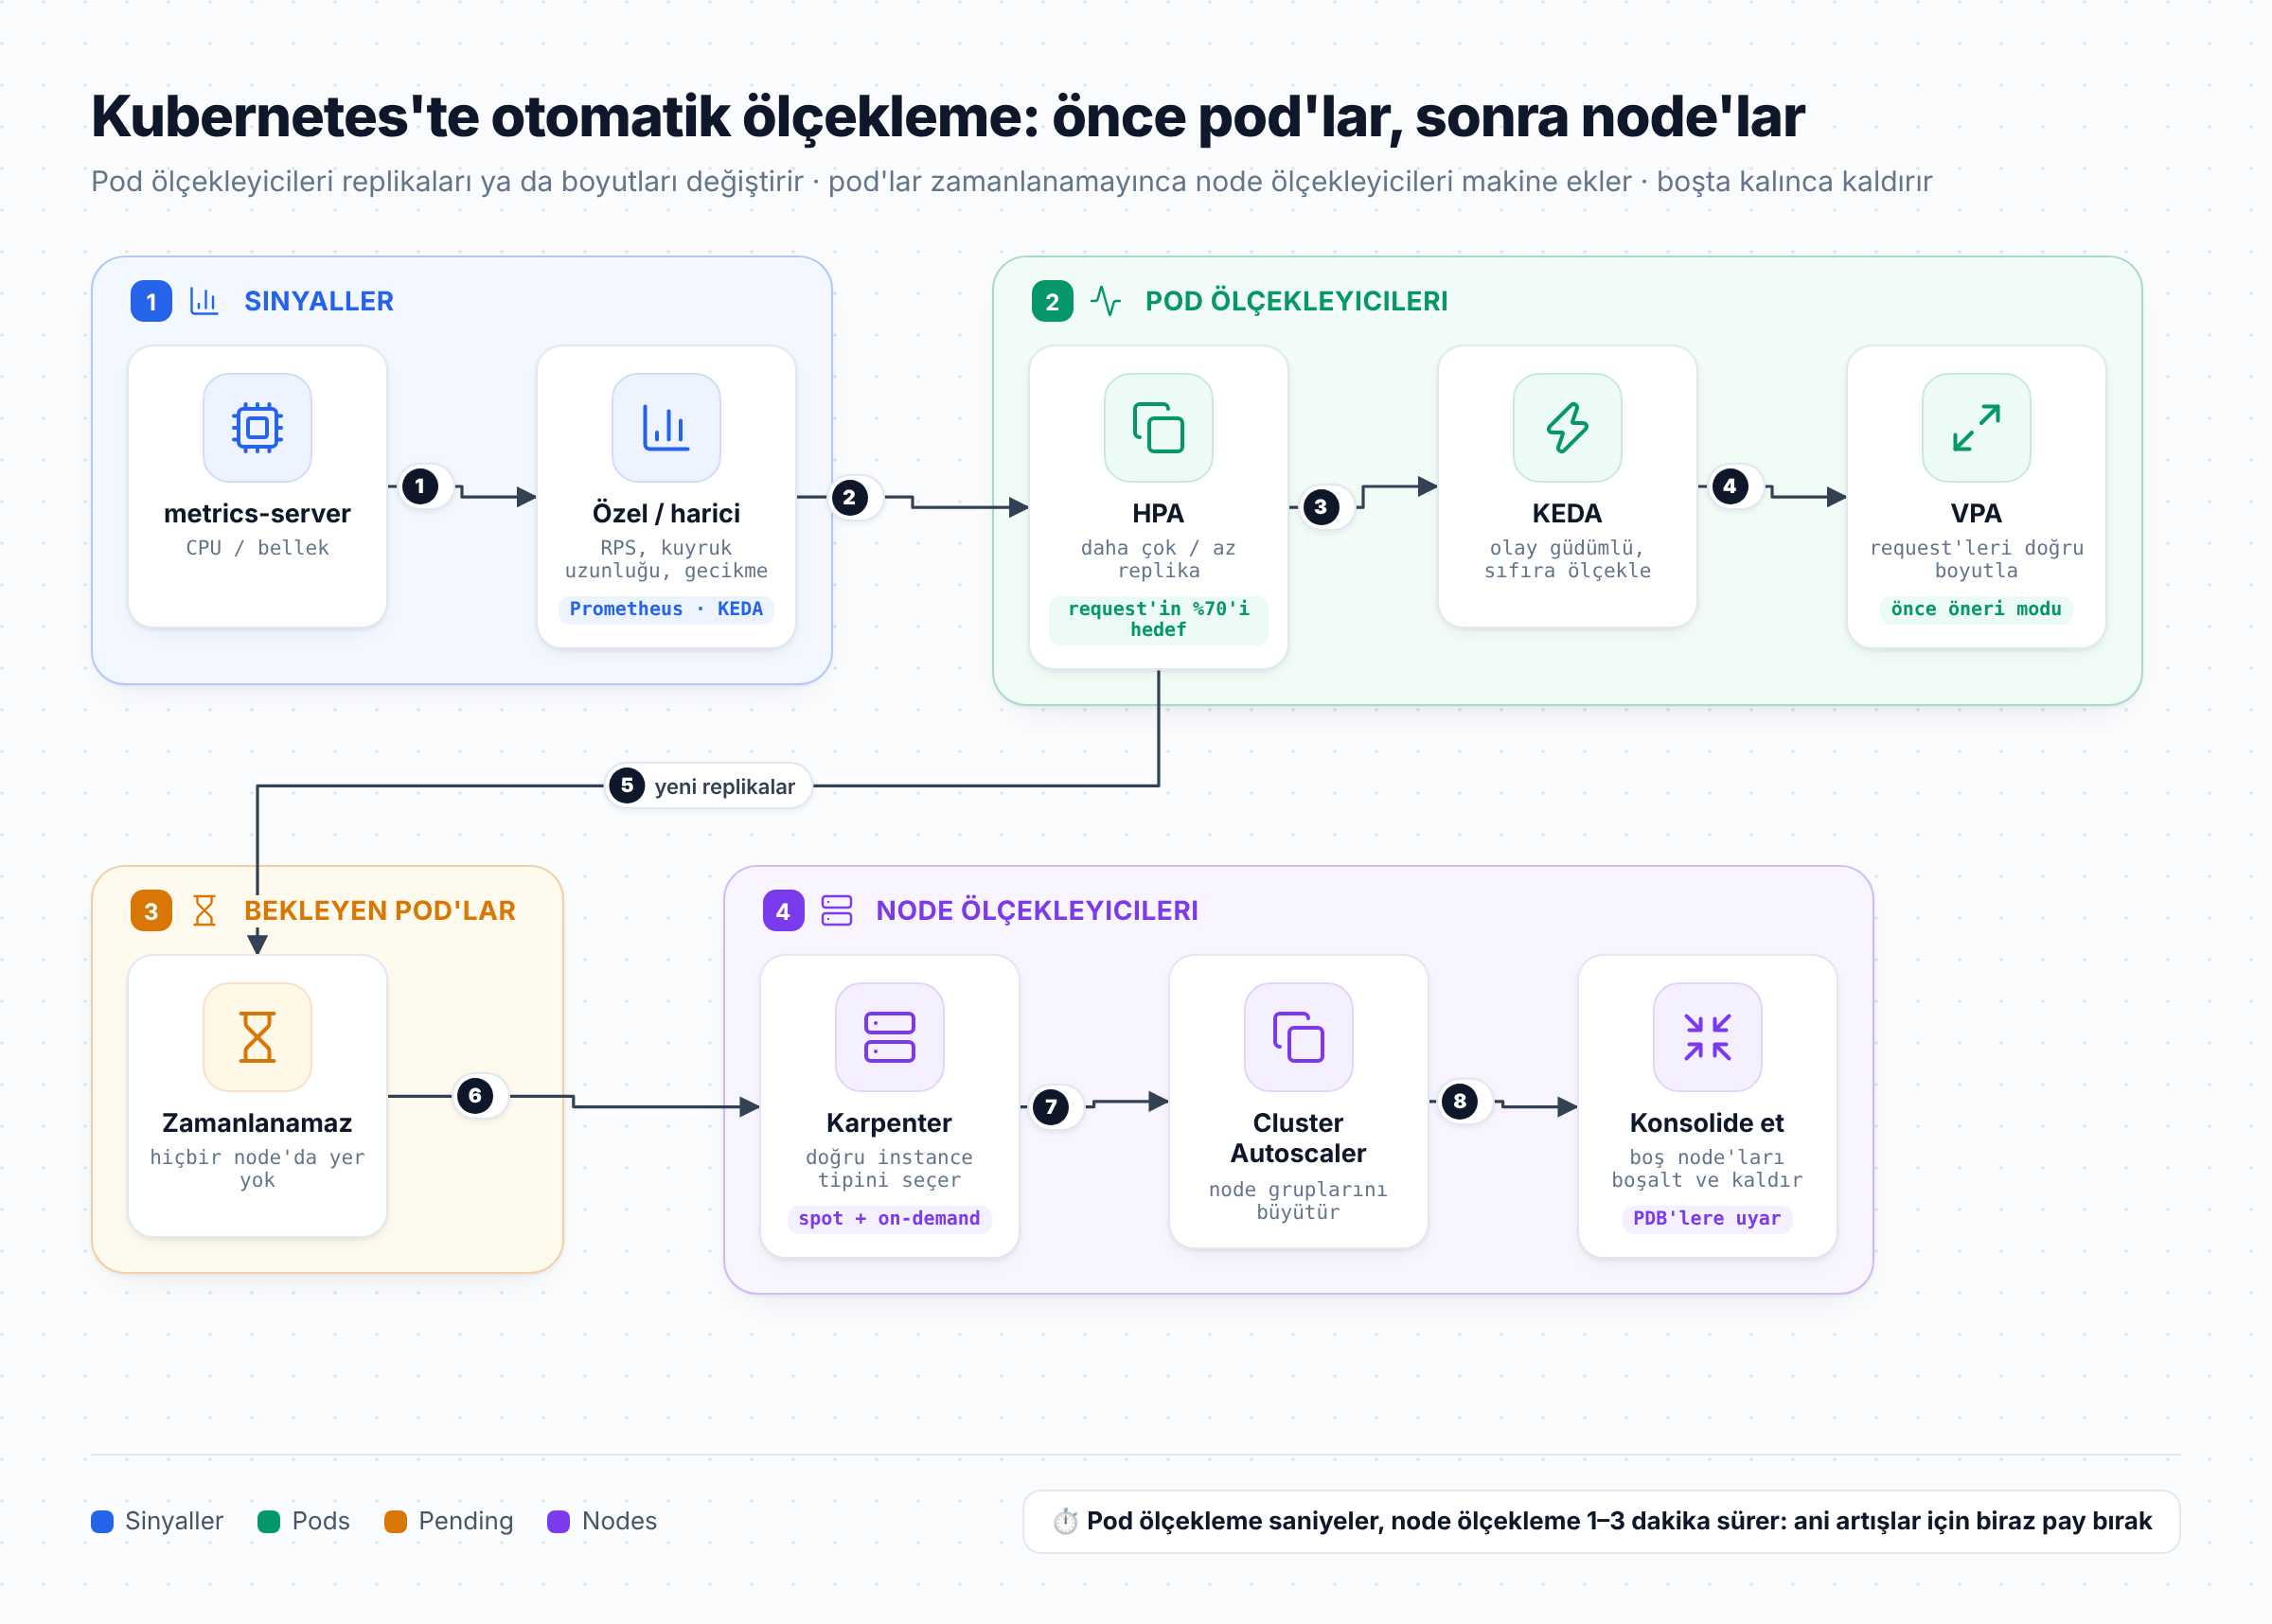 Kubernetes'te otomatik ölçekleme: önce pod'lar, sonra node'lar
Pod ölçekleyicileri replikaları ya da boyutları değiştirir · pod'lar zamanlanamayınca node ölçekleyicileri makine ekler · boşta kalınca kaldırır
1 SINYALLER
metrics-server
CPU / bellek
1
Özel / harici
RPS, kuyruk
uzunluğu, gecikme
Prometheus · KEDA
2
2 POD ÖLÇEKLEYICILERI
HPA
daha çok / az
replika
request'in %70'i
hedef
3
KEDA
olay güdümlü,
sıfıra ölçekle
4
VPA
request'leri doğru
boyutla
önce öneri modu
5 yeni replikalar
3 BEKLEYEN POD'LAR
Zamanlanamaz
hiçbir node'da yer
yok
6
4 NODE ÖLÇEKLEYICILERI
Karpenter
doğru instance
tipini seçer
spot + on-demand
7
Cluster
Autoscaler
node gruplarını
büyütür
8
Konsolide et
boş node'ları
boşalt ve kaldır
PDB'lere uyar
Sinyaller
Pods
Pending
Nodes
⏱️ Pod ölçekleme saniyeler, node ölçekleme 1–3 dakika sürer: ani artışlar için biraz pay bırak